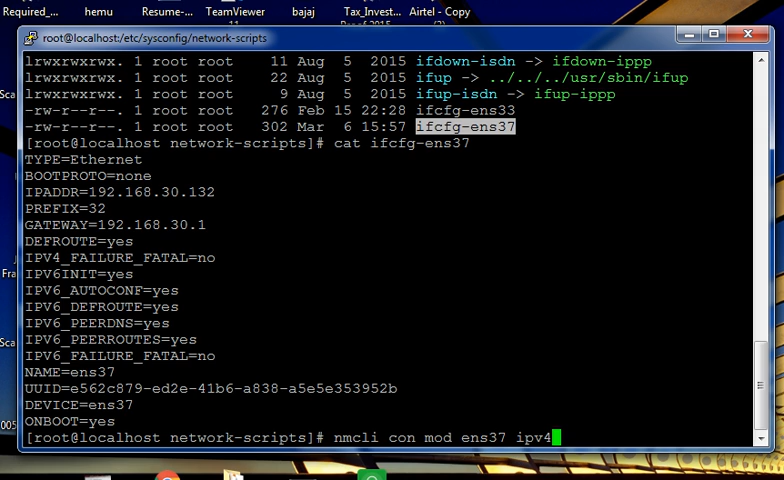 Required_... hemu Resume-... TeamViewer bajaj Tax_Invest... Airtel - Copy
11 Proof 2015
root@localhost:/etc/sysconfig/network-scripts
lrwxrwxrwx. 1 root root 11 Aug 5 2015 ifdown-isdn -> ifdown-ippp
lrwxrwxrwx. 1 root root 22 Aug 5 2015 ifup -> ../../../usr/sbin/ifup
lrwxrwxrwx. 1 root root 9 Aug 5 2015 ifup-isdn -> ifup-ippp
-rw-r--r--. 1 root root 276 Feb 15 22:28 ifcfg-ens33
-rw-r--r--. 1 root root 302 Mar 6 15:57 ifcfg-ens37
[root@localhost network-scripts]# cat ifcfg-ens37
TYPE=Ethernet
BOOTPROTO=none
IPADDR=192.168.30.132
PREFIX=32
GATEWAY=192.168.30.1
DEFROUTE=yes
IPV4_FAILURE_FATAL=no
IPV6INIT=yes
IPV6_AUTOCONF=yes
IPV6_DEFROUTE=yes
IPV6_PEERDNS=yes
IPV6_PEERROUTES=yes
IPV6_FAILURE_FATAL=no
NAME=ens37
UUID=e562c879-ed2e-41b6-a838-a5e5e353952b
DEVICE=ens37
ONBOOT=yes
[root@localhost network-scripts]# nmcli con mod ens37 ipv4